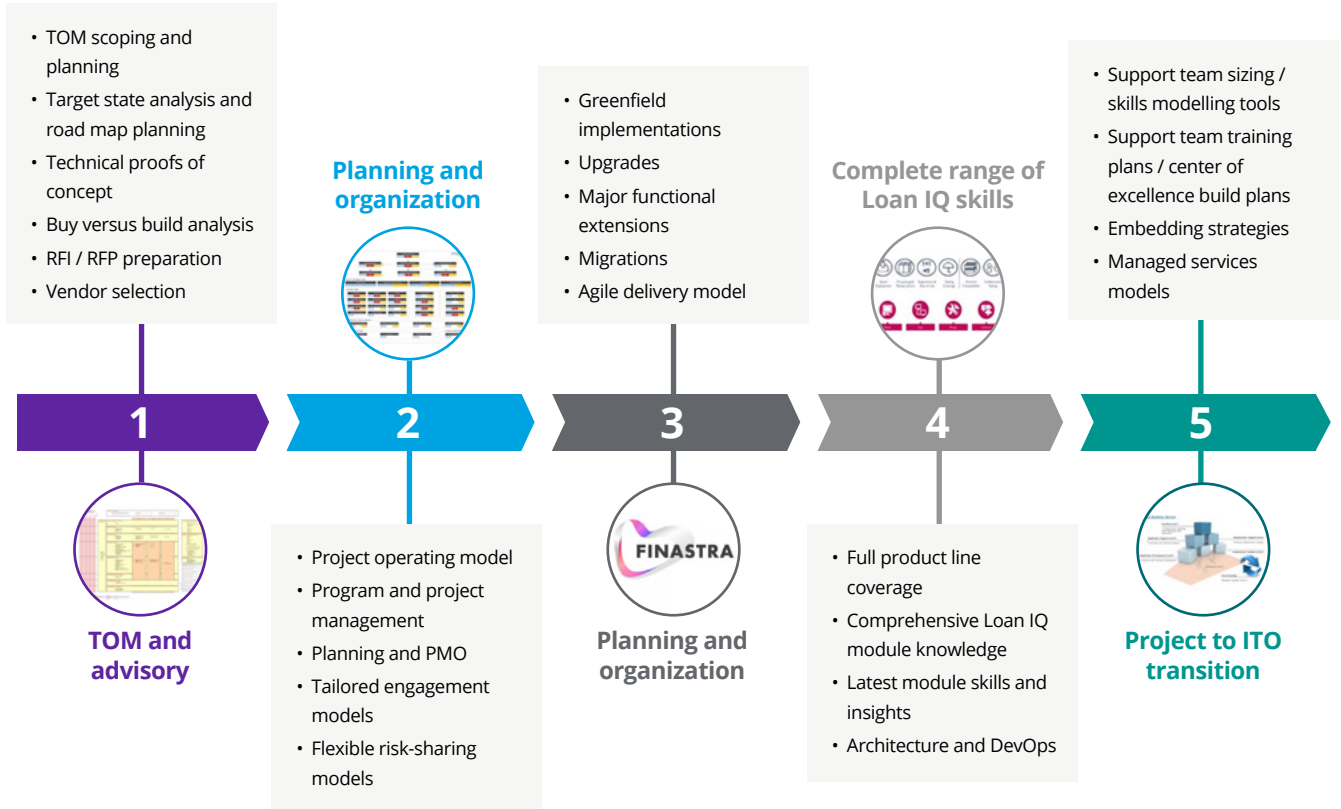 • TOM scoping and
planning
• Target state analysis and
road map planning
• Technical proofs of
concept
• Buy versus build analysis
• RFI / RFP preparation
• Vendor selection
1
TOM and
advisory
Planning and
organization
2
• Project operating model
• Program and project
management
• Planning and PMO
• Tailored engagement
models
• Flexible risk-sharing
models
• Greenfield
implementations
• Upgrades
• Major functional
extensions
• Migrations
• Agile delivery model
3
FINASTRA
Planning and
organization
Complete range of
Loan IQ skills
4
• Full product line
coverage
• Comprehensive Loan IQ
module knowledge
• Latest module skills and
insights
• Architecture and DevOps
• Support team sizing /
skills modelling tools
• Support team training
plans / center of
excellence build plans
• Embedding strategies
• Managed services
models
5
Project to ITO
transition